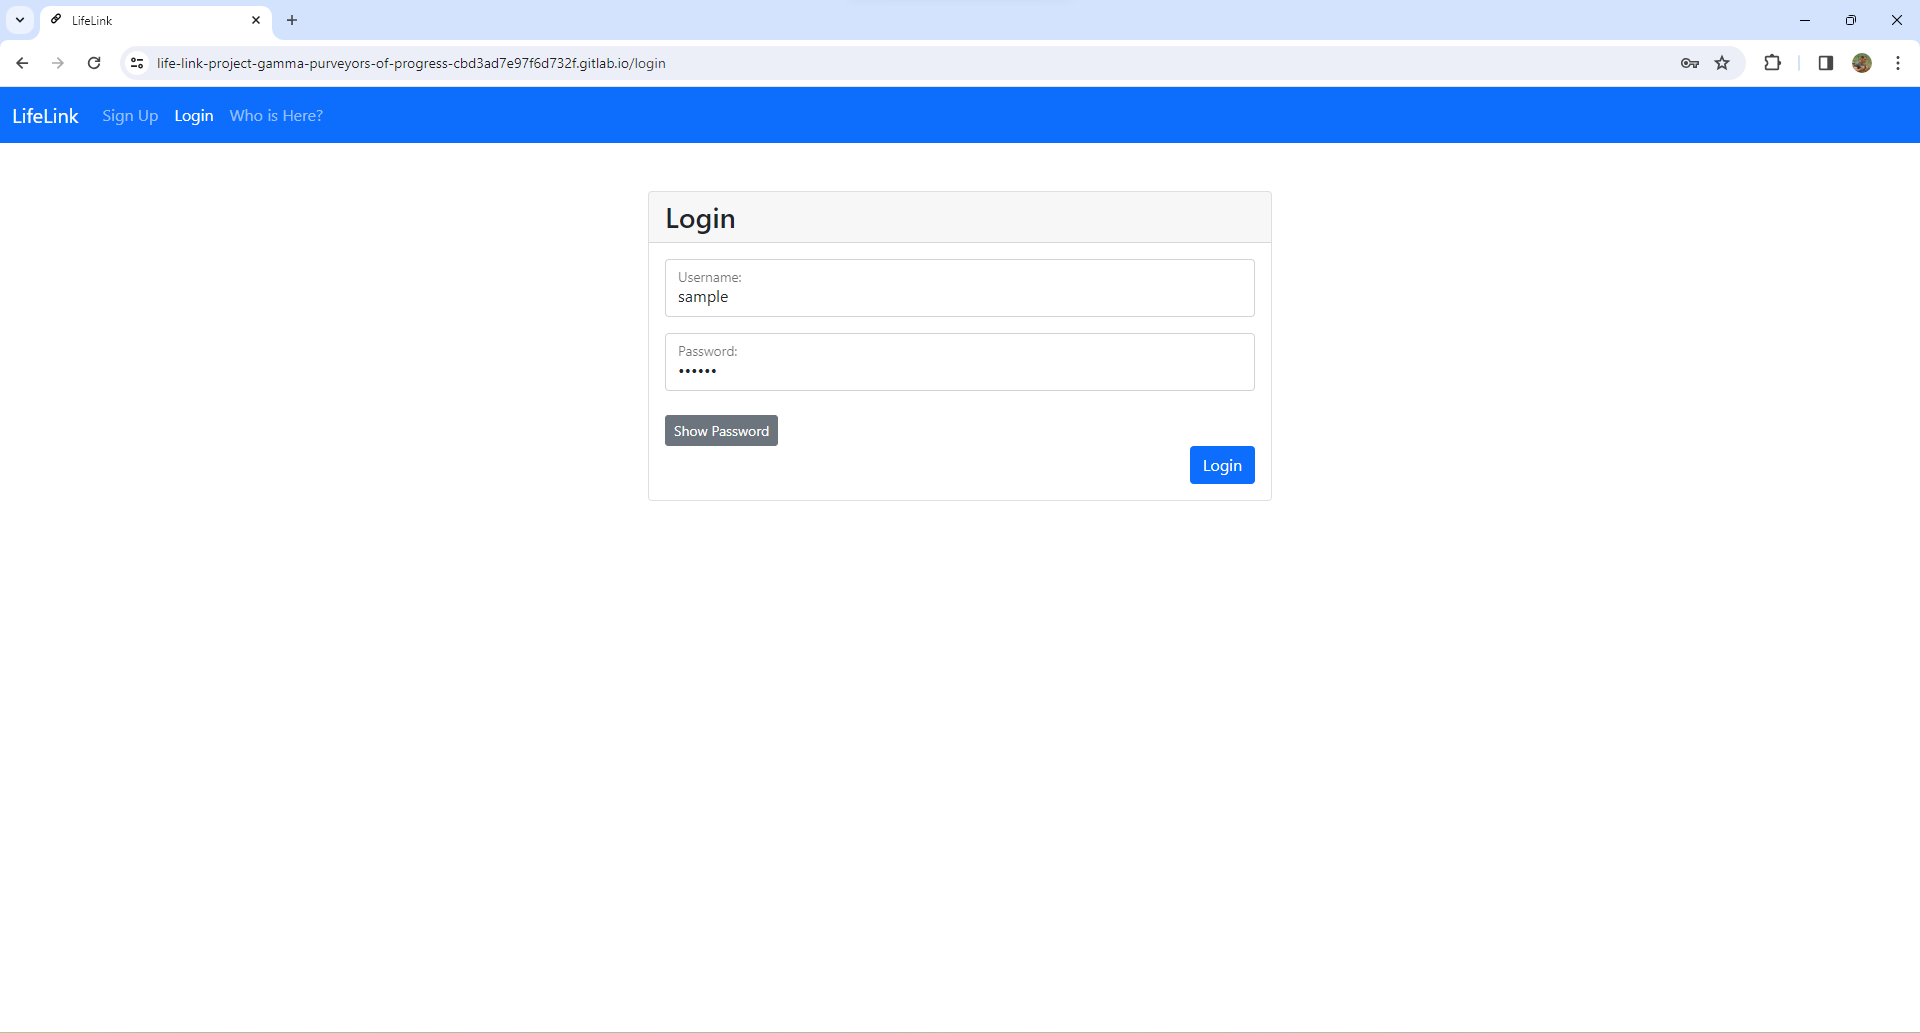 LifeLink
life-link-project-gamma-purveyors-of-progress-cbd3ad7e97f6d732f.gitlab.io/login
LifeLink Sign Up Login Who is Here?
Login
Username:
sample
Password:
••••••
Show Password
Login